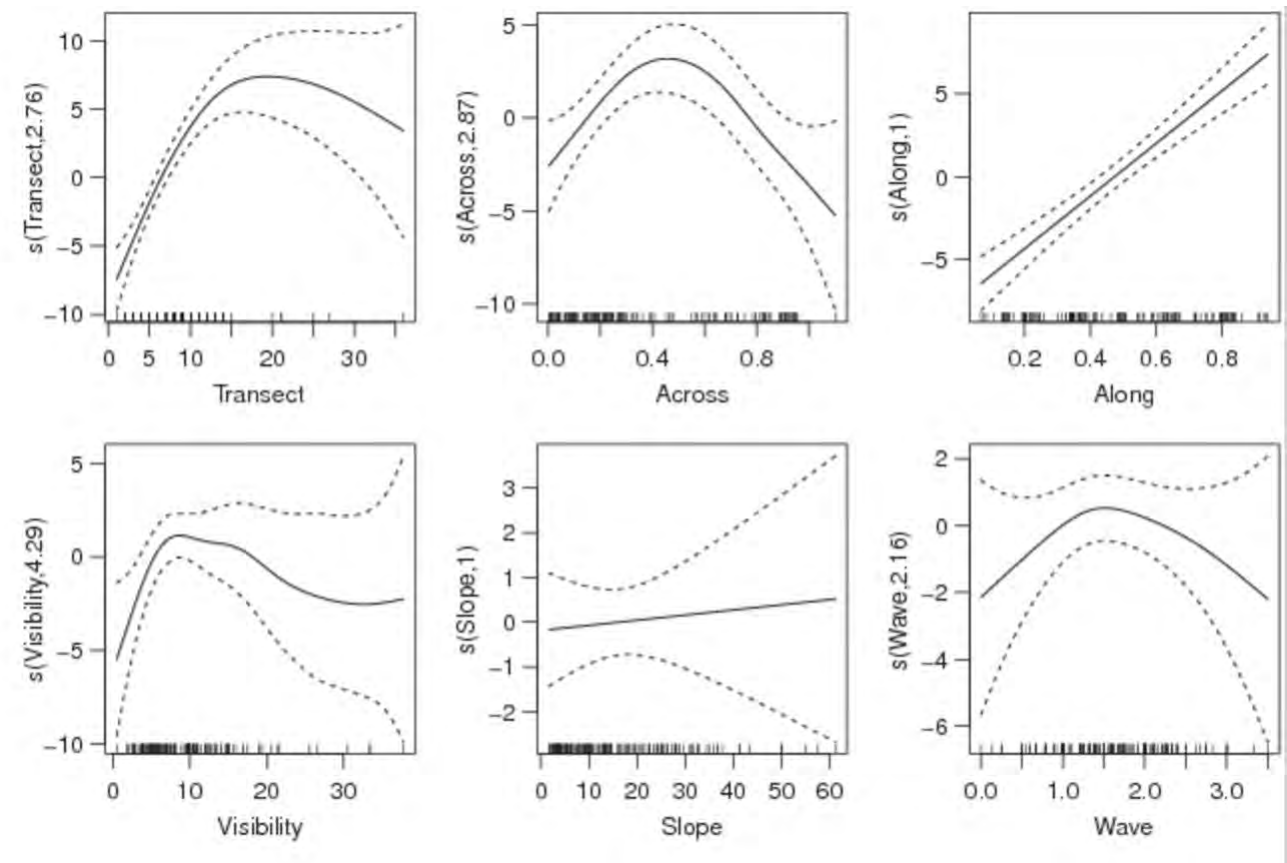 s(Transect,2.76)
10
5
0
−5
−10
0 5 10 20 30
Transect
s(Across,2.87)
5
0
−5
−10
0.0 0.4 0.8
Across
s(Along,1)
5
0
−5
0.2 0.4 0.6 0.8
Along
s(Visibility,4.29)
5
0
−5
−10
0 10 20 30
Visibility
s(Slope,1)
3
2
1
0
−1
−2
0 10 20 30 40 50 60
Slope
s(Wave,2.16)
2
0
−2
−4
−6
0.0 1.0 2.0 3.0
Wave